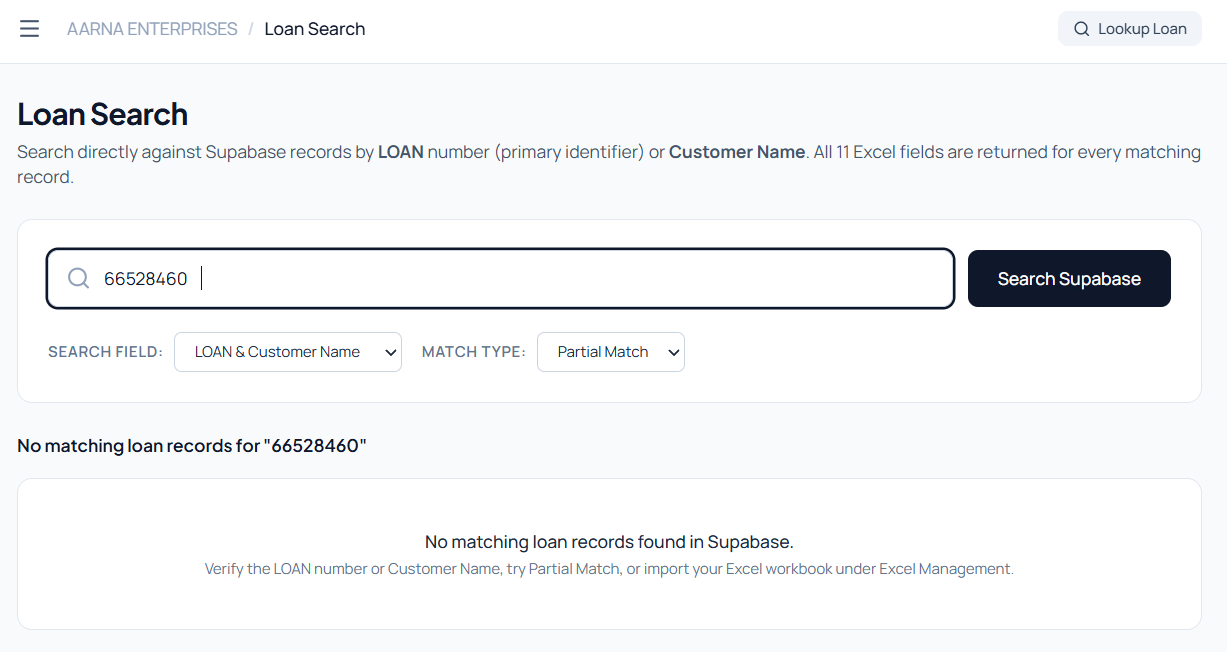 AARNA ENTERPRISES / Loan Search
Lookup Loan
Loan Search
Search directly against Supabase records by LOAN number (primary identifier) or Customer Name. All 11 Excel fields are returned for every matching
record.
66528460
Search Supabase
SEARCH FIELD: LOAN & Customer Name MATCH TYPE: Partial Match
No matching loan records for "66528460"
No matching loan records found in Supabase.
Verify the LOAN number or Customer Name, try Partial Match, or import your Excel workbook under Excel Management.